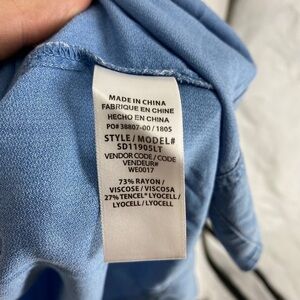 MADE IN CHINA
FABRIQUE EN CHINE
HECHO EN CHINA
PO# 38807-00 / 1805
STYLE / MODEL#
SD11905LT
VENDOR CODE / CODE
VENDEUR#
WE0017
73% RAYON /
VISCOSE / VISCOSA
27% TENCEL® LYOCELL /
LYOCELL / LYOCELL